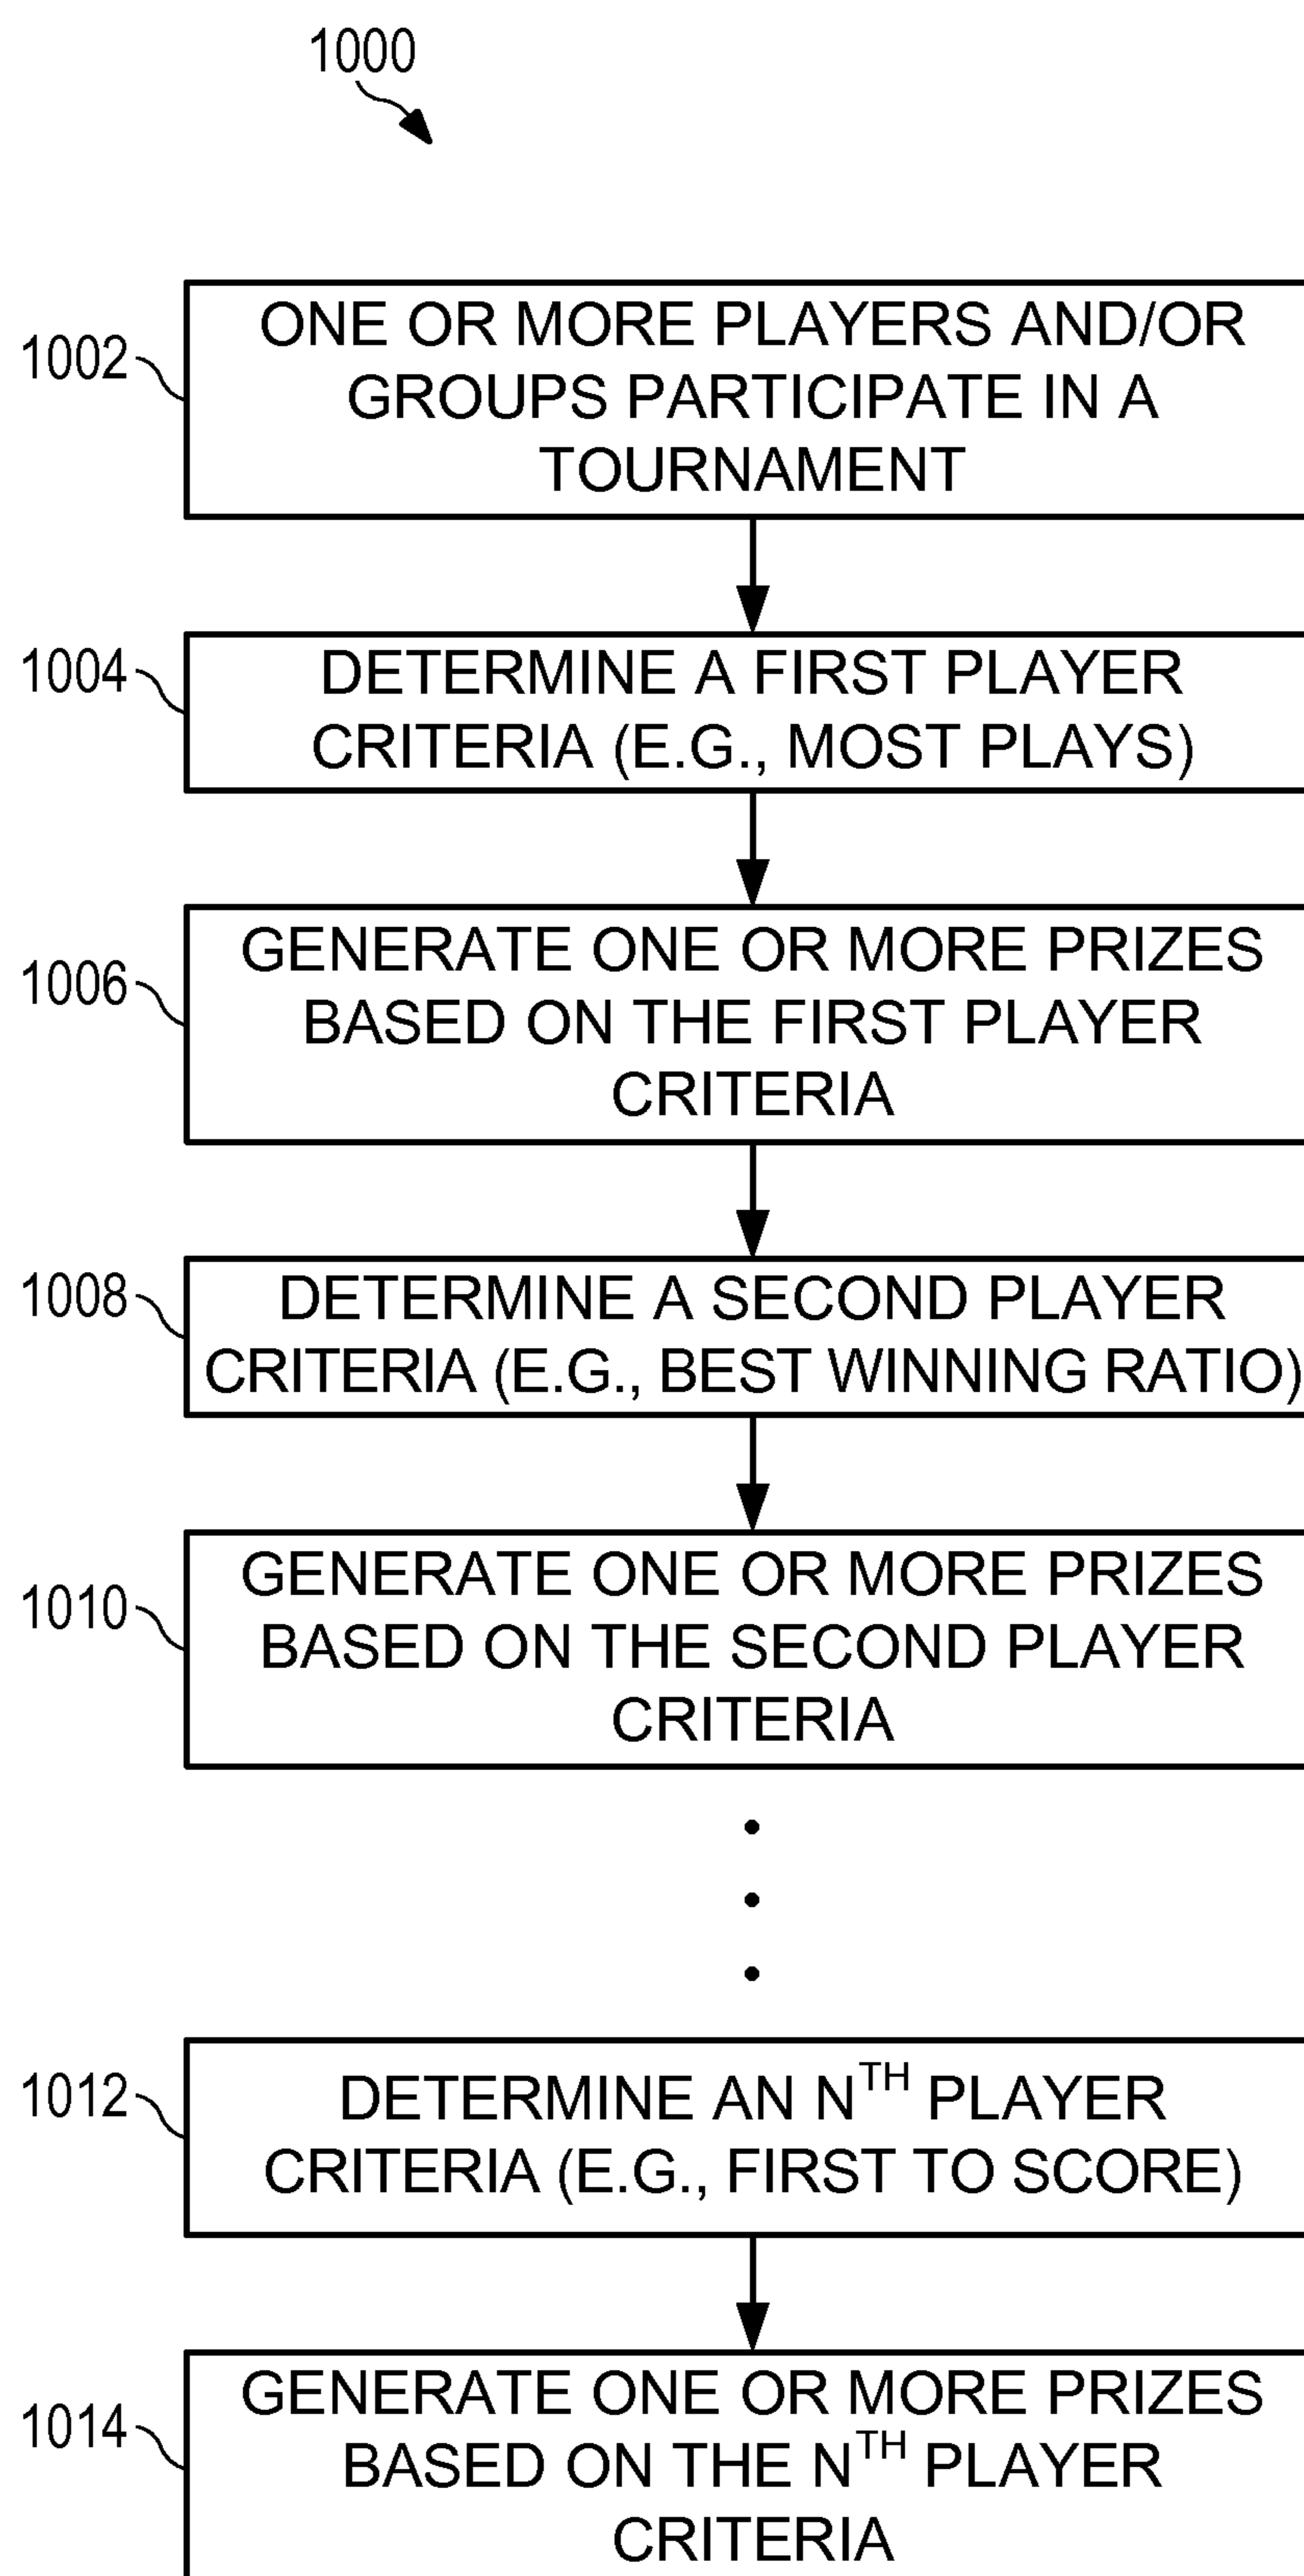 1000
1002
ONE OR MORE PLAYERS AND/OR
GROUPS PARTICIPATE IN A
TOURNAMENT
1004
DETERMINE A FIRST PLAYER
CRITERIA (E.G., MOST PLAYS)
1006
GENERATE ONE OR MORE PRIZES
BASED ON THE FIRST PLAYER
CRITERIA
1008
DETERMINE A SECOND PLAYER
CRITERIA (E.G., BEST WINNING RATIO)
1010
GENERATE ONE OR MORE PRIZES
BASED ON THE SECOND PLAYER
CRITERIA
1012
DETERMINE AN N^TH PLAYER
CRITERIA (E.G., FIRST TO SCORE)
1014
GENERATE ONE OR MORE PRIZES
BASED ON THE N^TH PLAYER
CRITERIA